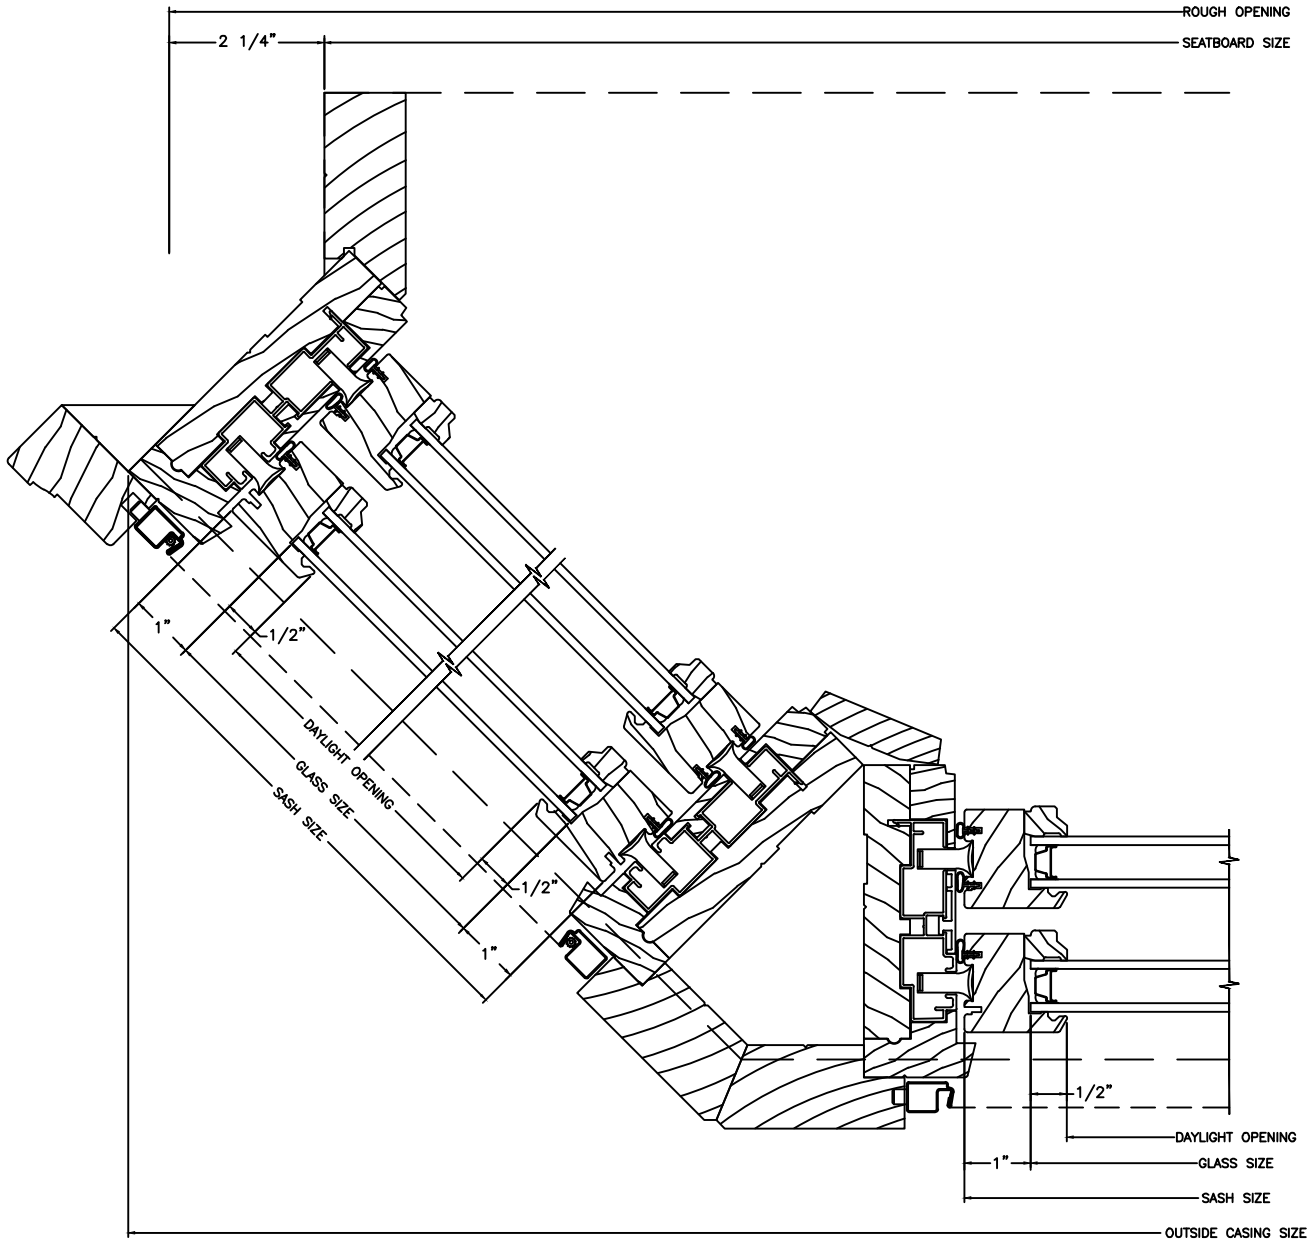 ROUGH OPENING
2 1/4"
SEATBOARD SIZE
1"
1/2"
DAYLIGHT OPENING
GLASS SIZE
SASH SIZE
1/2"
1"
1/2"
DAYLIGHT OPENING
1"
GLASS SIZE
SASH SIZE
OUTSIDE CASING SIZE